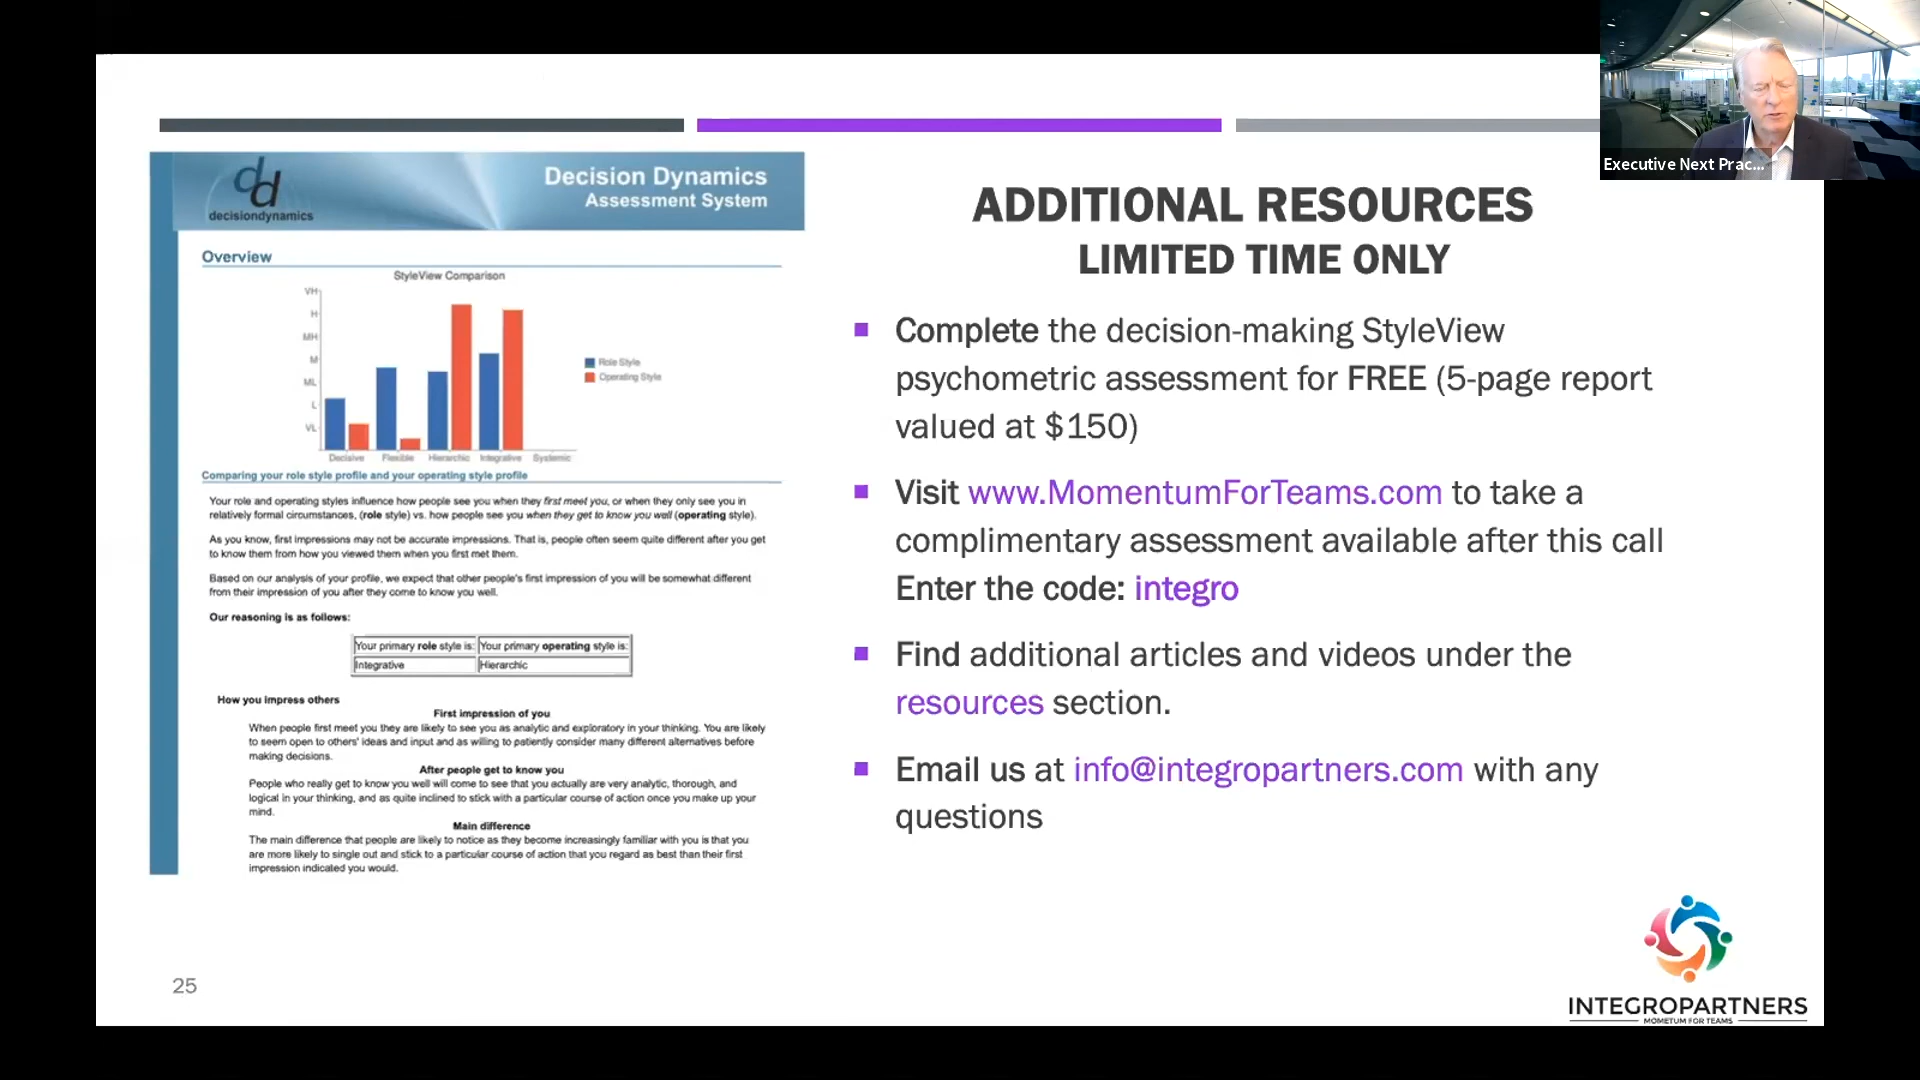 Executive Next Prac...
dd
decisiondynamics
Decision Dynamics
Assessment System
Overview
StyleView Comparison
VH
H
MH
M
ML
L
VL
Role Style
Operating Style
Decisive Flexible Hierarchic Integrative Systemic
Comparing your role style profile and your operating style profile
Your role and operating styles influence how people see you when they first meet you, or when they only see you in
relatively formal circumstances, (role style) vs. how people see you when they get to know you well (operating style).
As you know, first impressions may not be accurate impressions. That is, people often seem quite different after you get
to know them from how you viewed them when you first met them.
Based on our analysis of your profile, we expect that other people's first impression of you will be somewhat different
from their impression of you after they come to know you well.
Our reasoning is as follows:
Your primary role style is: Your primary operating style is:
Integrative Hierarchic
How you impress others
First impression of you
When people first meet you they are likely to see you as analytic and exploratory in your thinking. You are likely
to seem open to others' ideas and input and as willing to patiently consider many different alternatives before
making decisions.
After people get to know you
People who really get to know you well will come to see that you actually are very analytic, thorough, and
logical in your thinking, and as quite inclined to stick with a particular course of action once you make up your
mind.
Main difference
The main difference that people are likely to notice as they become increasingly familiar with you is that you
are more likely to single out and stick to a particular course of action that you regard as best than their first
impression indicated you would.
ADDITIONAL RESOURCES
LIMITED TIME ONLY
Complete the decision-making StyleView
psychometric assessment for FREE (5-page report
valued at $150)
Visit www.MomentumForTeams.com to take a
complimentary assessment available after this call
Enter the code: integro
Find additional articles and videos under the
resources section.
Email us at info@integropartners.com with any
questions
25
INTEGROPARTNERS
MOMETUM FOR TEAMS